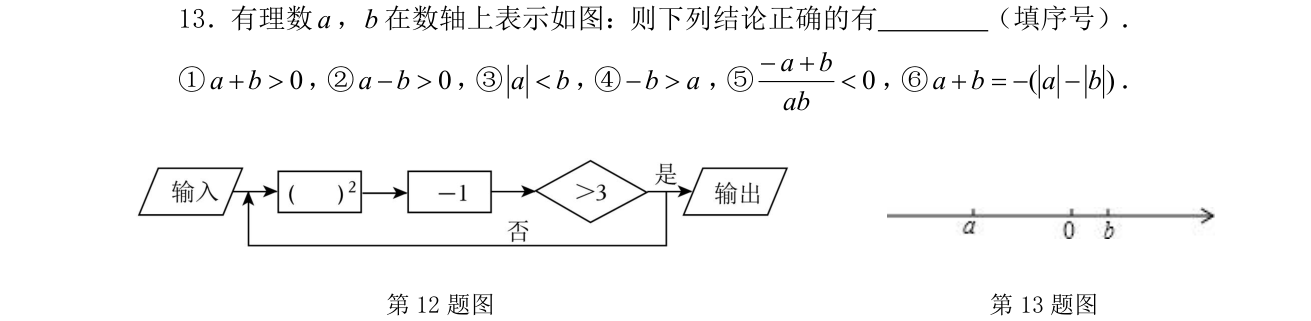 13. 有理数a，b在数轴上表示如图：则下列结论正确的有________（填序号）.
①a+b>0，②a−b>0，③|a|<b，④−b>a，⑤(−a+b)/(ab)<0，⑥a+b=−(|a|−|b|).
输入 ( )² −1 >3 是 输出
否
a 0 b
第12题图 第13题图